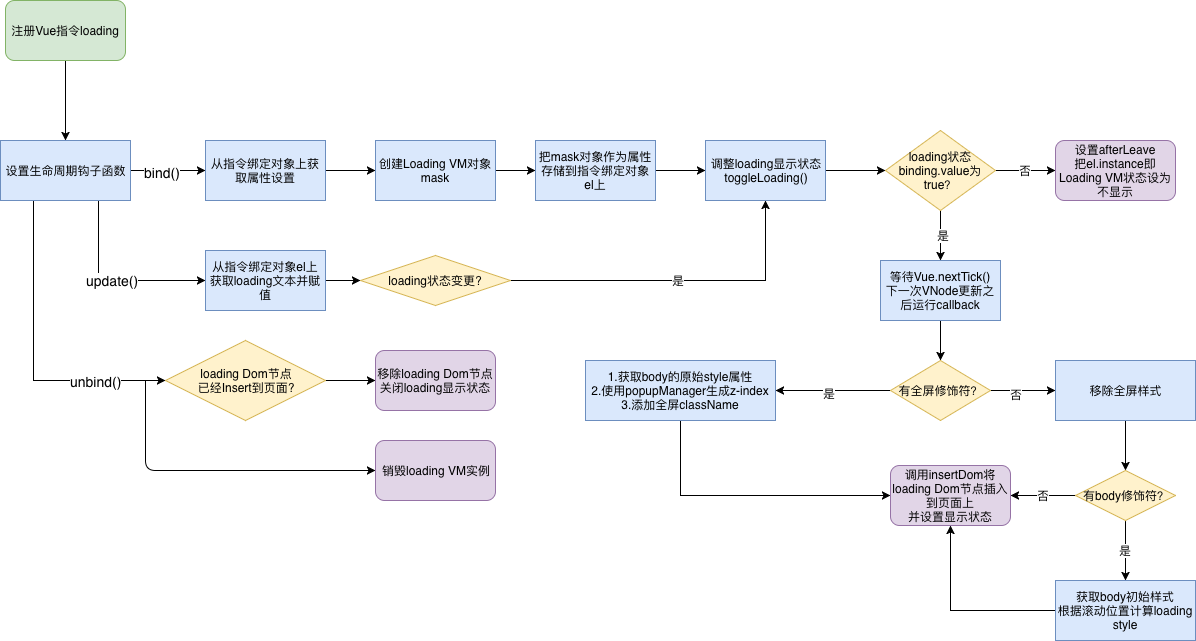 注册Vue指令loading
设置生命周期钩子函数
bind()
从指令绑定对象上获
取属性设置
创建Loading VM对象
mask
把mask对象作为属性
存储到指令绑定对象
el上
调整loading显示状态
toggleLoading()
loading状态
binding.value为
true?
否
设置afterLeave
把el.instance即
Loading VM状态设为
不显示
是
update()
从指令绑定对象el上
获取loading文本并赋
值
loading状态变更?
是
等待Vue.nextTick()
下一次VNode更新之
后运行callback
unbind()
loading Dom节点
已经Insert到页面?
移除loading Dom节点
关闭loading显示状态
1.获取body的原始style属性
2.使用popupManager生成z-index
3.添加全屏className
是
有全屏修饰符?
否
移除全屏样式
销毁loading VM实例
调用insertDom将
loading Dom节点插入
到页面上
并设置显示状态
否
有body修饰符?
是
获取body初始样式
根据滚动位置计算loading
style